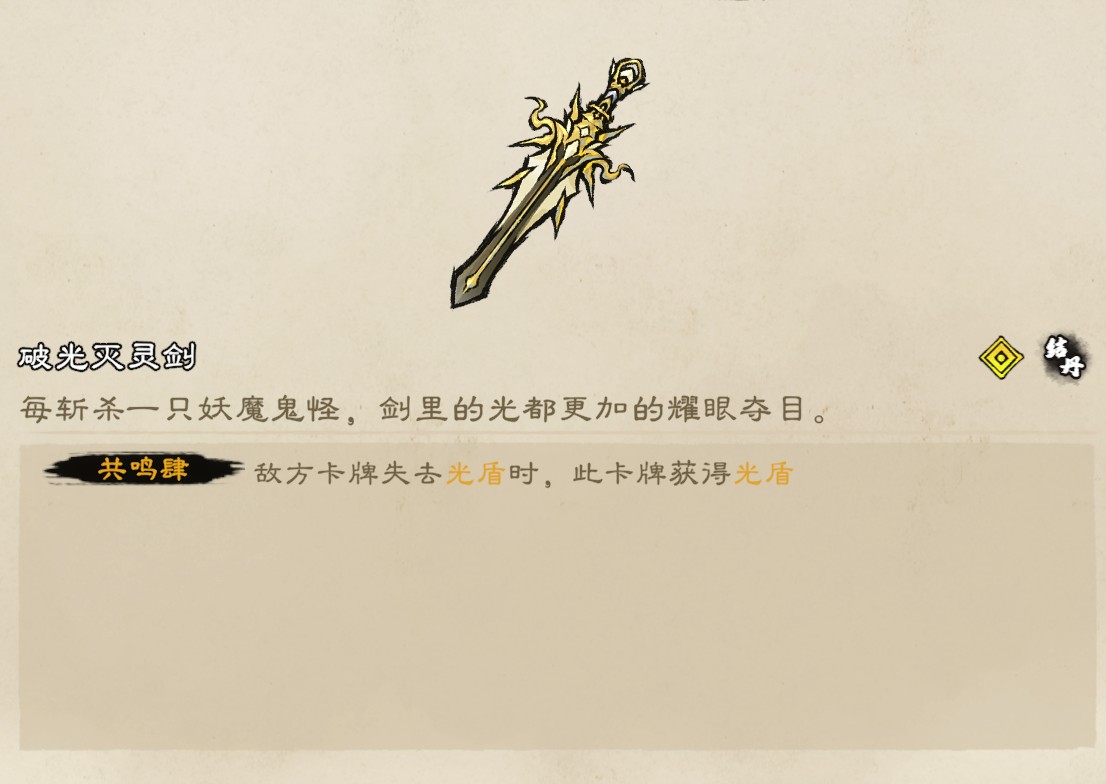 破光灭灵剑
结丹
每斩杀一只妖魔鬼怪，剑里的光都更加的耀眼夺目。
共鸣肆 敌方卡牌失去光盾时，此卡牌获得光盾